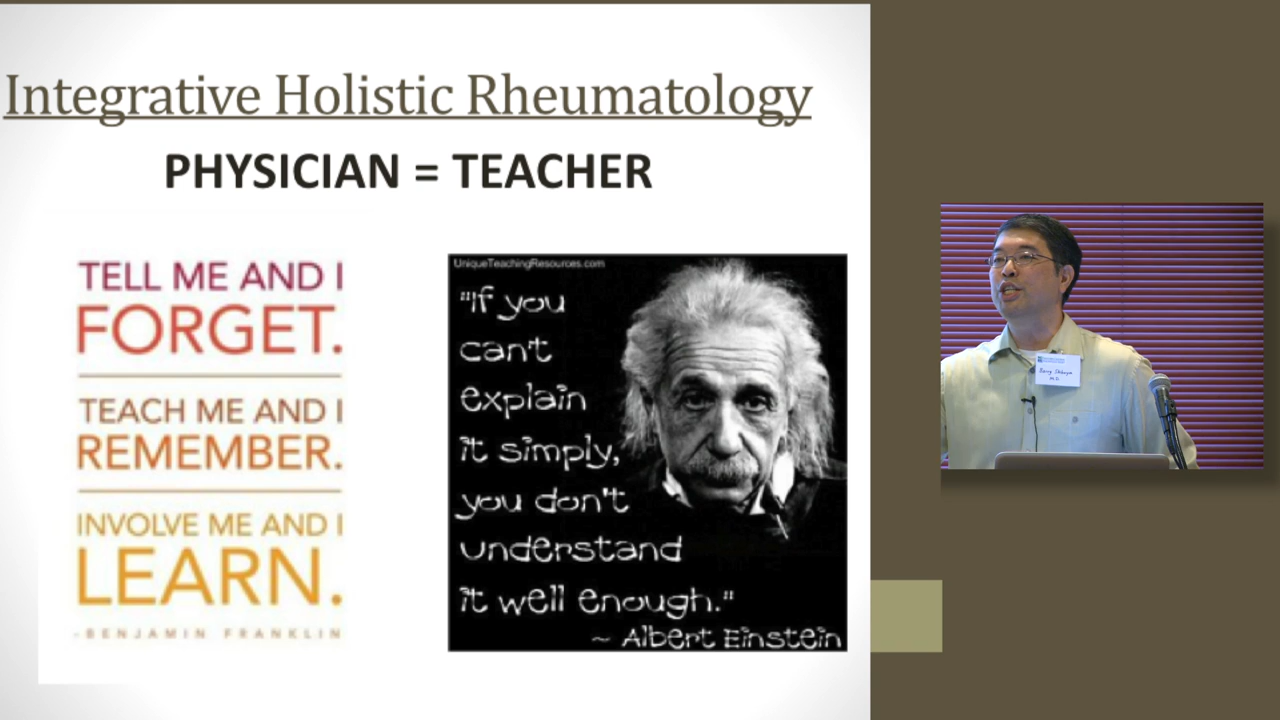 Integrative Holistic Rheumatology
PHYSICIAN = TEACHER
TELL ME AND I
FORGET.
TEACH ME AND I
REMEMBER.
INVOLVE ME AND I
LEARN.
-BENJAMIN FRANKLIN
UniqueTeachingResources.com
"If you
can't
explain
it simply,
you don't
understand
it well enough."
~ Albert Einstein
M.D.